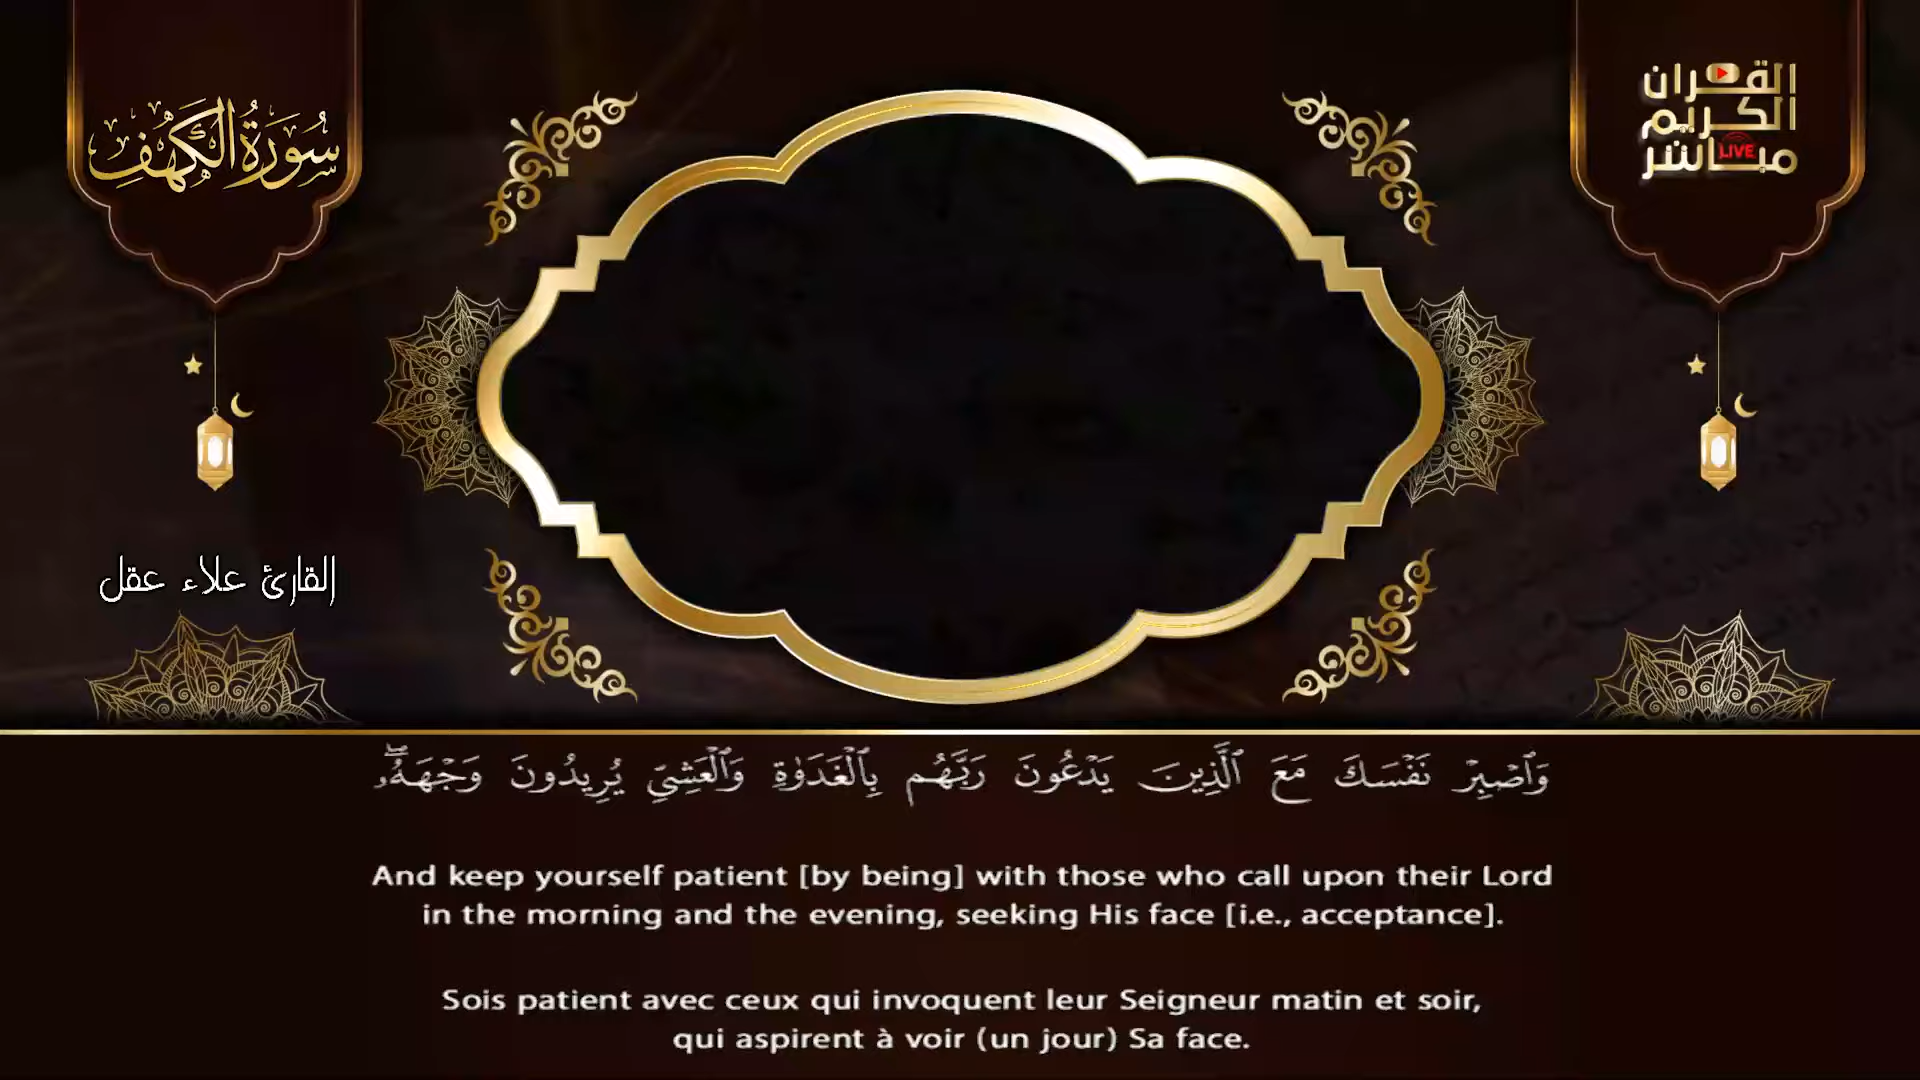 سُورَةُ الْكَهْفِ
القرآن
الكريم
مباشر
LIVE
القارئ علاء عقل
وَٱصْبِرْ نَفْسَكَ مَعَ ٱلَّذِينَ يَدْعُونَ رَبَّهُم بِٱلْغَدَوٰةِ وَٱلْعَشِيِّ يُرِيدُونَ وَجْهَهُۥۖ
And keep yourself patient [by being] with those who call upon their Lord
in the morning and the evening, seeking His face [i.e., acceptance].
Sois patient avec ceux qui invoquent leur Seigneur matin et soir,
qui aspirent à voir (un jour) Sa face.